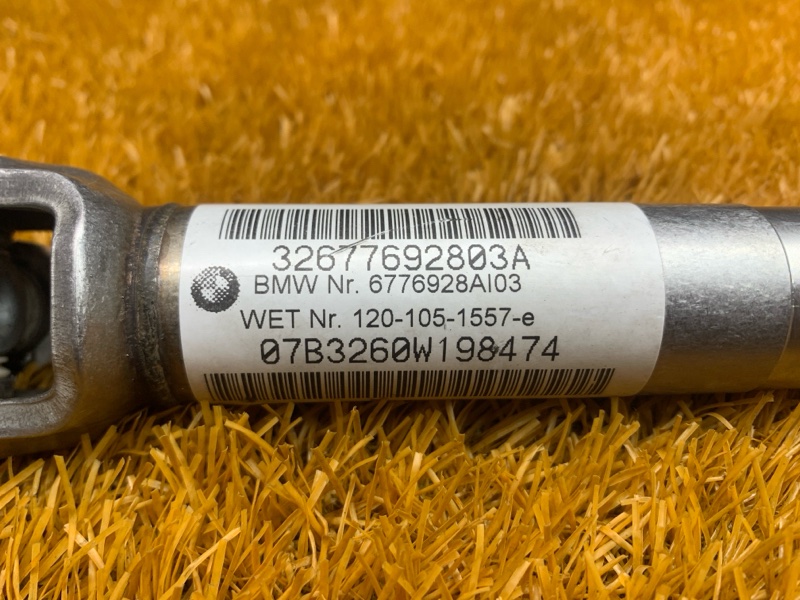 32677692803A
BMW Nr. 6776928AI03
WET Nr. 120-105-1557-e
07B3260W198474